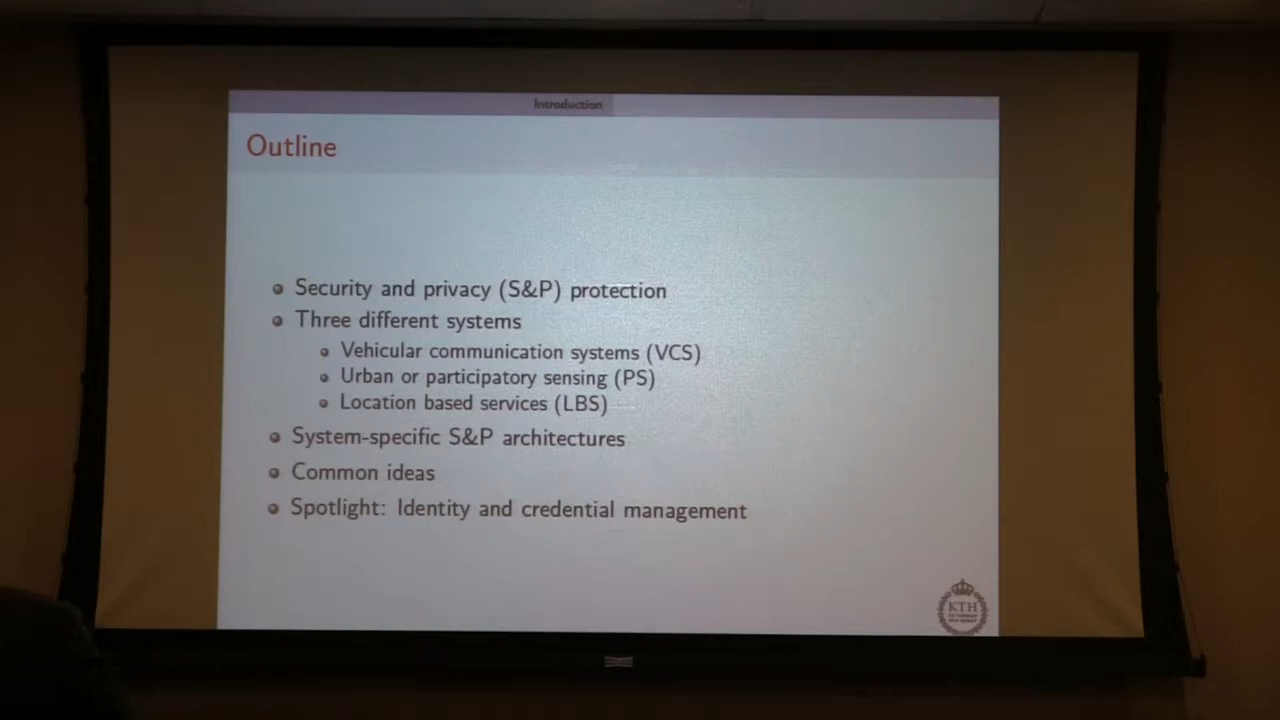 Introduction
Outline
Security and privacy (S&P) protection
Three different systems
Vehicular communication systems (VCS)
Urban or participatory sensing (PS)
Location based services (LBS)
System-specific S&P architectures
Common ideas
Spotlight: Identity and credential management
KTH